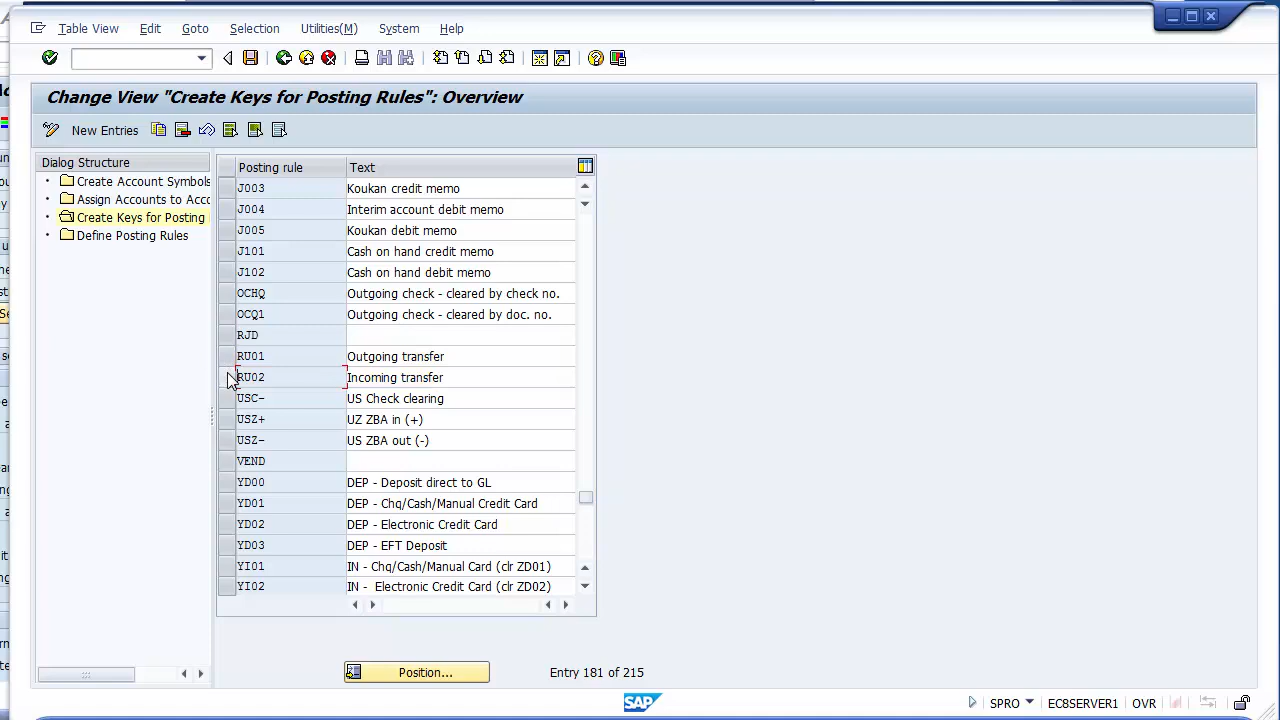 Table View Edit Goto Selection Utilities(M) System Help
Change View "Create Keys for Posting Rules": Overview
New Entries
Dialog Structure
Create Account Symbols
Assign Accounts to Acco
Create Keys for Posting
Define Posting Rules
Posting rule Text
J003 Koukan credit memo
J004 Interim account debit memo
J005 Koukan debit memo
J101 Cash on hand credit memo
J102 Cash on hand debit memo
OCHQ Outgoing check - cleared by check no.
OCQ1 Outgoing check - cleared by doc. no.
RJD
RU01 Outgoing transfer
RU02 Incoming transfer
USC- US Check clearing
USZ+ UZ ZBA in (+)
USZ- US ZBA out (-)
VEND
YD00 DEP - Deposit direct to GL
YD01 DEP - Chq/Cash/Manual Credit Card
YD02 DEP - Electronic Credit Card
YD03 DEP - EFT Deposit
YI01 IN - Chq/Cash/Manual Card (clr ZD01)
YI02 IN - Electronic Credit Card (clr ZD02)
Position... Entry 181 of 215
SAP SPRO EC8SERVER1 OVR